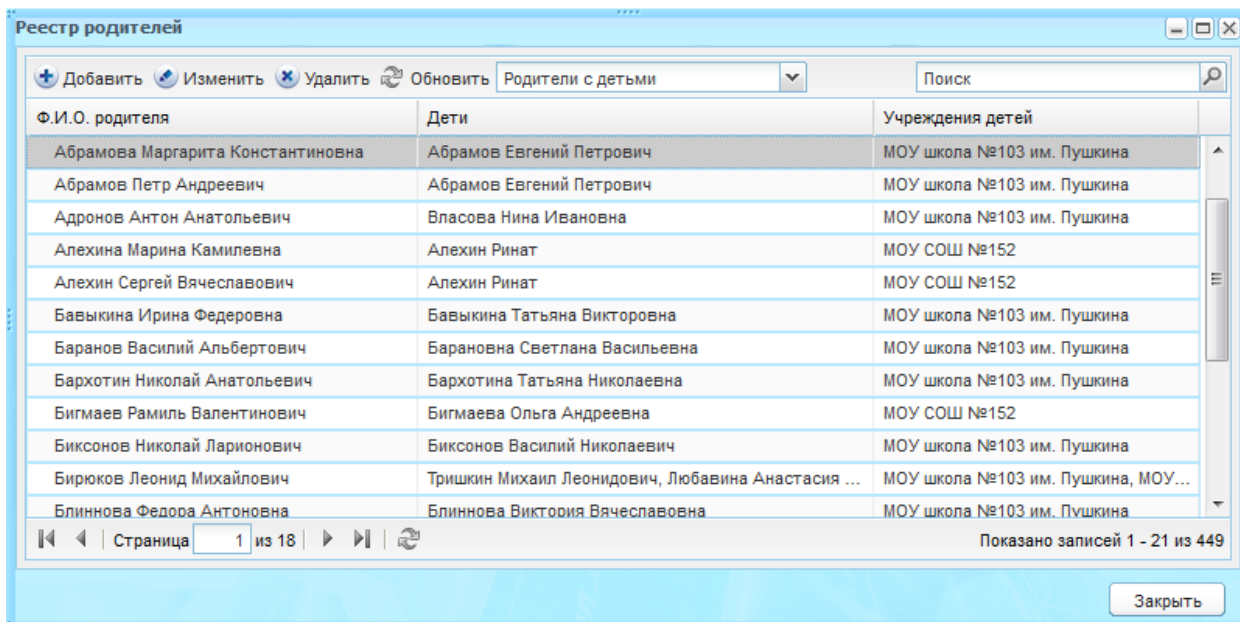 Реестр родителей
Добавить Изменить Удалить Обновить Родители с детьми Поиск
Ф.И.О. родителя Дети Учреждения детей
Абрамова Маргарита Константиновна Абрамов Евгений Петрович МОУ школа №103 им. Пушкина
Абрамов Петр Андреевич Абрамов Евгений Петрович МОУ школа №103 им. Пушкина
Адронов Антон Анатольевич Власова Нина Ивановна МОУ школа №103 им. Пушкина
Алехина Марина Камилевна Алехин Ринат МОУ СОШ №152
Алехин Сергей Вячеславович Алехин Ринат МОУ СОШ №152
Бавыкина Ирина Федеровна Бавыкина Татьяна Викторовна МОУ школа №103 им. Пушкина
Баранов Василий Альбертович Барановна Светлана Васильевна МОУ школа №103 им. Пушкина
Бархотин Николай Анатольевич Бархотина Татьяна Николаевна МОУ школа №103 им. Пушкина
Бигмаев Рамиль Валентинович Бигмаева Ольга Андреевна МОУ СОШ №152
Биксонов Николай Ларионович Биксонов Василий Николаевич МОУ школа №103 им. Пушкина
Бирюков Леонид Михайлович Тришкин Михаил Леонидович, Любавина Анастасия ... МОУ школа №103 им. Пушкина, МОУ...
Блиннова Федора Антоновна Блиннова Виктория Вячеславовна МОУ школа №103 им. Пушкина
Страница 1 из 18 Показано записей 1 - 21 из 449
Закрыть